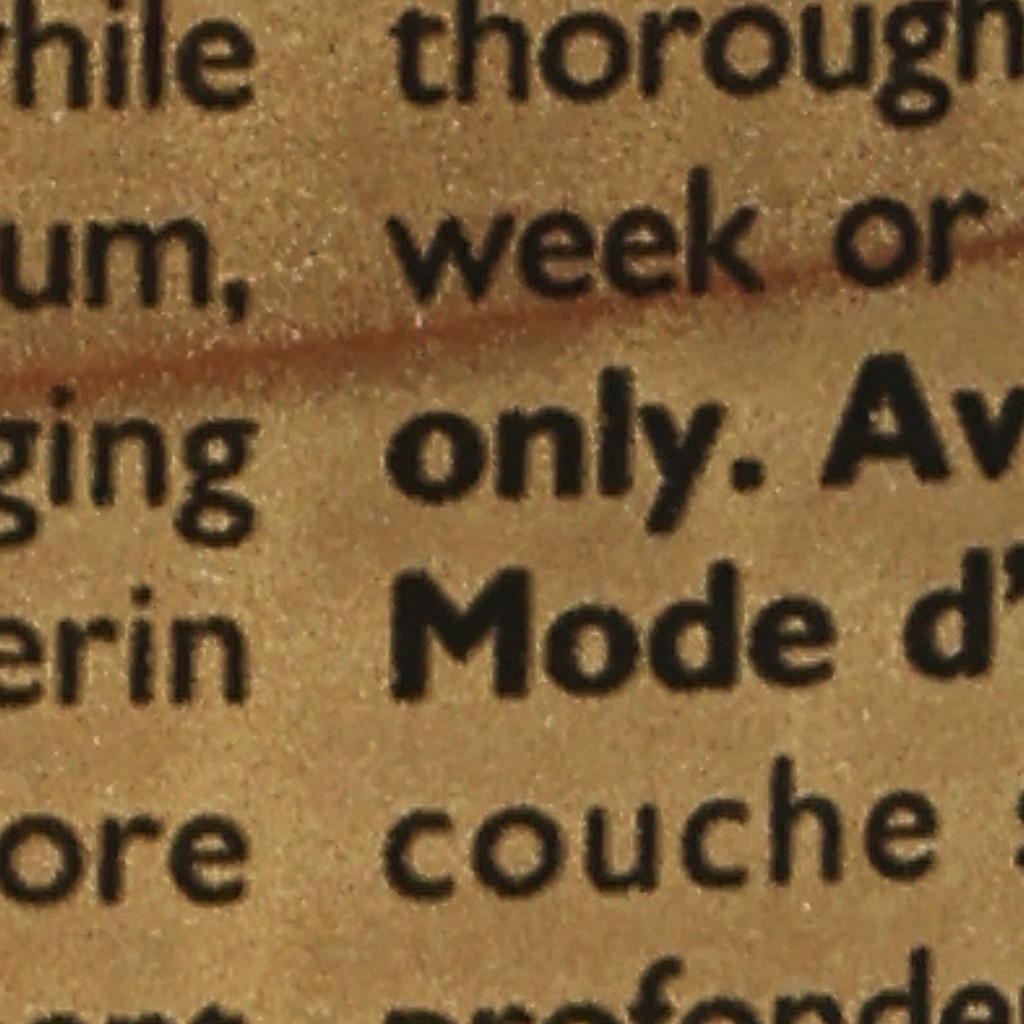 hile
um,
ging
erin
ore
thorough
week or
only. Av
Mode d'
couche